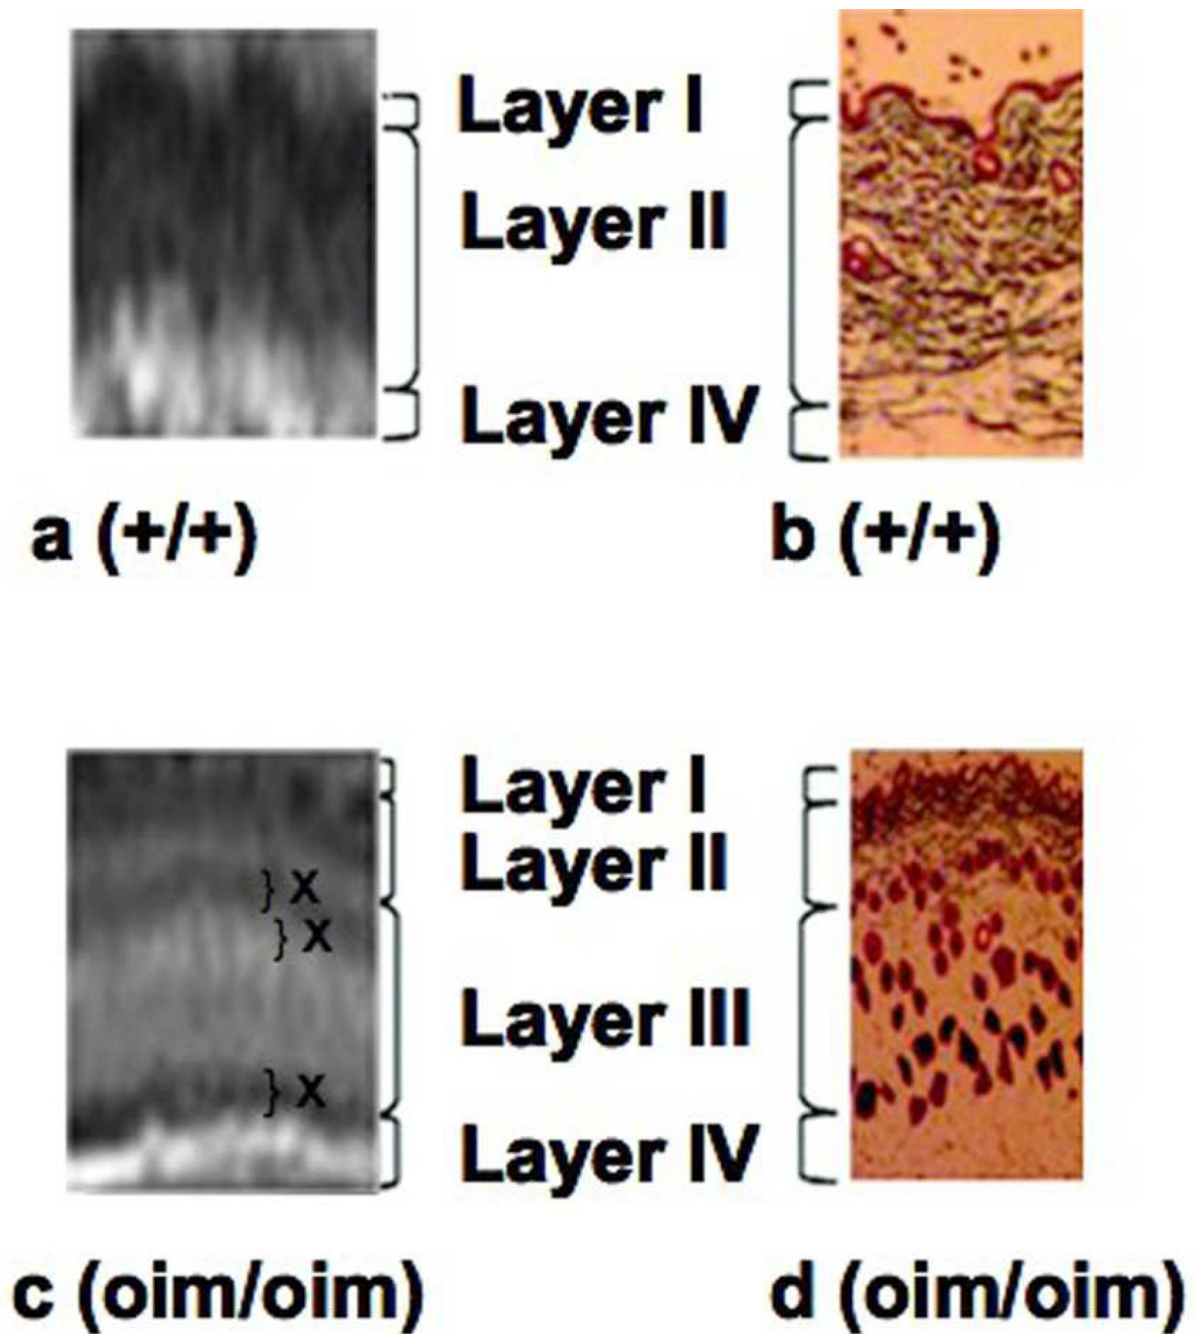 Layer I
Layer II
Layer IV
a (+/+)
b (+/+)
Layer I
Layer II
} X
} X
Layer III
} X
Layer IV
c (oim/oim)
d (oim/oim)